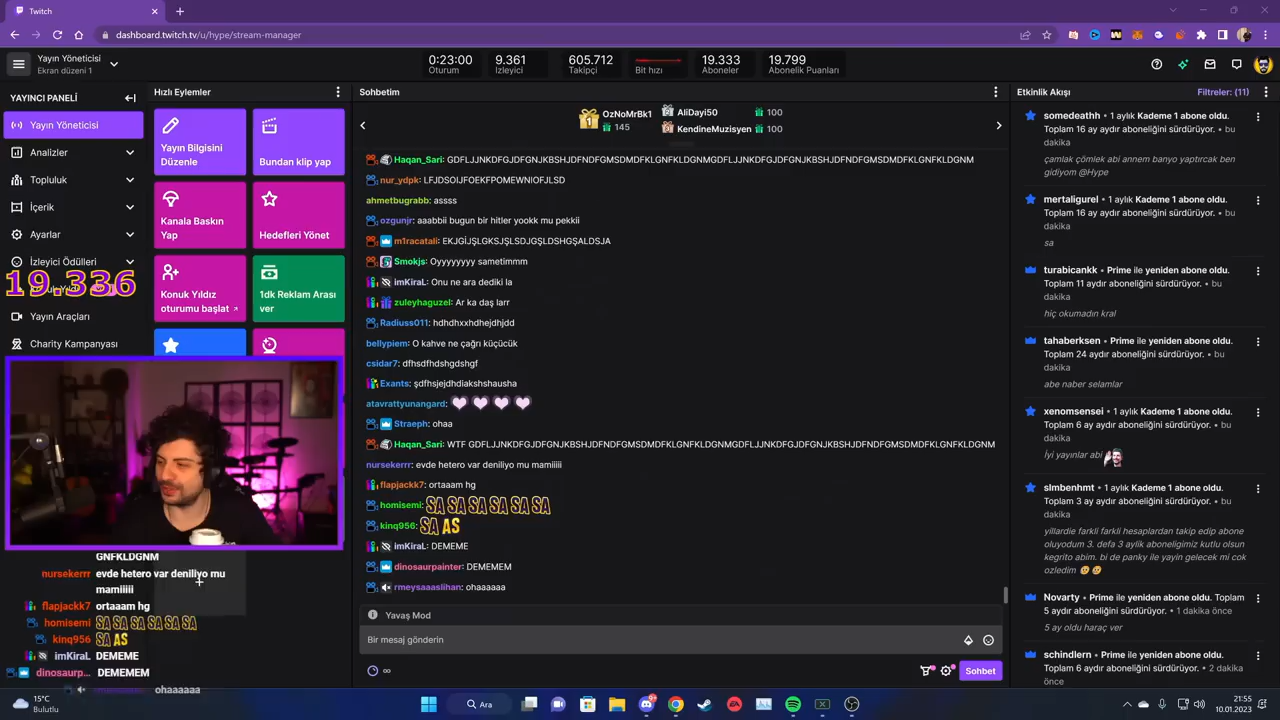 Twitch
dashboard.twitch.tv/u/hype/stream-manager
Yayın Yöneticisi
Ekran düzeni 1
0:23:00
Oturum
9.361
İzleyici
605.712
Takipçi
Bit hızı
19.333
Aboneler
19.799
Abonelik Puanları
YAYINCI PANELİ
Yayın Yöneticisi
Analizler
Topluluk
İçerik
Ayarlar
İzleyici Ödülleri
19.336
Yayın Araçları
Charity Kampanyası
Hızlı Eylemler
Yayın Bilgisini
Düzenle
Bundan klip yap
Kanala Baskın
Yap
Hedefleri Yönet
Konuk Yıldız
oturumu başlat
1dk Reklam Arası
ver
GNFKLDGNM
nursekerrr evde hetero var deniliyo mu
mamiiiii
flapjackk7 ortaaam hg
homisemi SA SA SA SA SA SA
kinq956 SA AS
imKiraL DEMEME
dinosaurp... DEMEMEM
ohaaaaaa
Sohbetim
1 OzNoMrBk1
145
2 AliDayi50 100
3 KendineMuzisyen 100
Haqan_Sari: GDFLJJNKDFGJDFGNJKBSHJDFNDFGMSDMDFKLGNFKLDGNMGDFLJJNKDFGJDFGNJKBSHJDFNDFGMSDMDFKLGNFKLDGNM
nur_ydpk: LFJDSOIJFOEKFPOMEWNIOFJLSD
ahmetbugrabb: assss
ozgunjr: aaabbii bugun bir hitler yookk mu pekkii
m1racatali: EKJGİJŞLGKSJŞLSDJGŞLDSHGŞALDSJA
Smokjs: Oyyyyyyyy sametimmm
imKiraL: Onu ne ara dediki la
zuleyhaguzel: Ar ka daş larr
Radiuss011: hdhdhxxhdhejdhjdd
bellypiem: O kahve ne çağrı küçücük
csidar7: dfhsdfhdshgdshgf
Exants: şdfhsjejdhdiakshshausha
atavrattyunangard:
Straeph: ohaa
Haqan_Sari: WTF GDFLJJNKDFGJDFGNJKBSHJDFNDFGMSDMDFKLGNFKLDGNMGDFLJJNKDFGJDFGNJKBSHJDFNDFGMSDMDFKLGNFKLDGNM
nursekerrr: evde hetero var deniliyo mu mamiiiii
flapjackk7: ortaaam hg
homisemi: SA SA SA SA SA SA
kinq956: SA AS
imKiraL: DEMEME
dinosaurpainter: DEMEMEM
rmeysaaaslihan: ohaaaaaa
Yavaş Mod
Bir mesaj gönderin
∞
Sohbet
Etkinlik Akışı
Filtreler: (11)
somedeathh • 1 aylık Kademe 1 abone oldu.
Toplam 16 ay aboneliğini sürdürüyor. • bu
dakika
çamlak çömlek abi annem banyo yaptırcak ben
gidiyom @Hype
mertaligurel • 1 aylık Kademe 1 abone oldu.
Toplam 16 ay aboneliğini sürdürüyor. • bu
dakika
sa
turabicankk • Prime ile yeniden abone oldu.
Toplam 11 aydır aboneliğini sürdürüyor. • bu
dakika
hiç okumadın kral
tahaberksen • Prime ile yeniden abone oldu.
Toplam 24 aydır aboneliğini sürdürüyor. • bu
dakika
abe naber selamlar
xenomsensei • 1 aylık Kademe 1 abone oldu.
Toplam 6 ay aboneliğini sürdürüyor. • bu
dakika
İyi yayınlar abi
slmbenhmt • 1 aylık Kademe 1 abone oldu.
Toplam 3 ay aboneliğini sürdürüyor. • bu
dakika
yillardie farkli farkli hesaplardan takip edip abone
oluyodum 3. defa 3 aylik aboneligimiz kutlu olsun
kegrito abim. bi de panky ile yayin gelecek mi cok
ozledim
Novarty • Prime ile yeniden abone oldu. Toplam
5 aydır aboneliğini sürdürüyor. • 1 dakika önce
5 ay oldu haraç ver
schindlern • Prime ile yeniden abone oldu.
Toplam 6 aydır aboneliğini sürdürüyor. • 2 dakika
önce
15°C
Bulutlu
Ara
21:55
10.01.2023